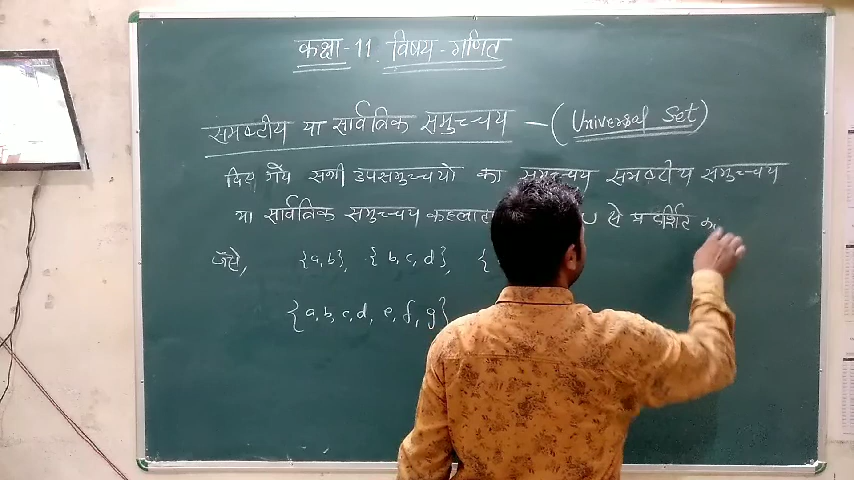 कक्षा-11 विषय-गणित
समष्टीय या सार्वत्रिक समुच्चय - (Universal Set)
दिए गये सभी उपसमुच्चयो का समुच्चय समष्टीय समुच्चय
या सार्वत्रिक समुच्चय कहलाता U से प्रदर्शित
जैसे, {a,b}, {b,c,d}, {
{a,b,c,d,e,f,g}